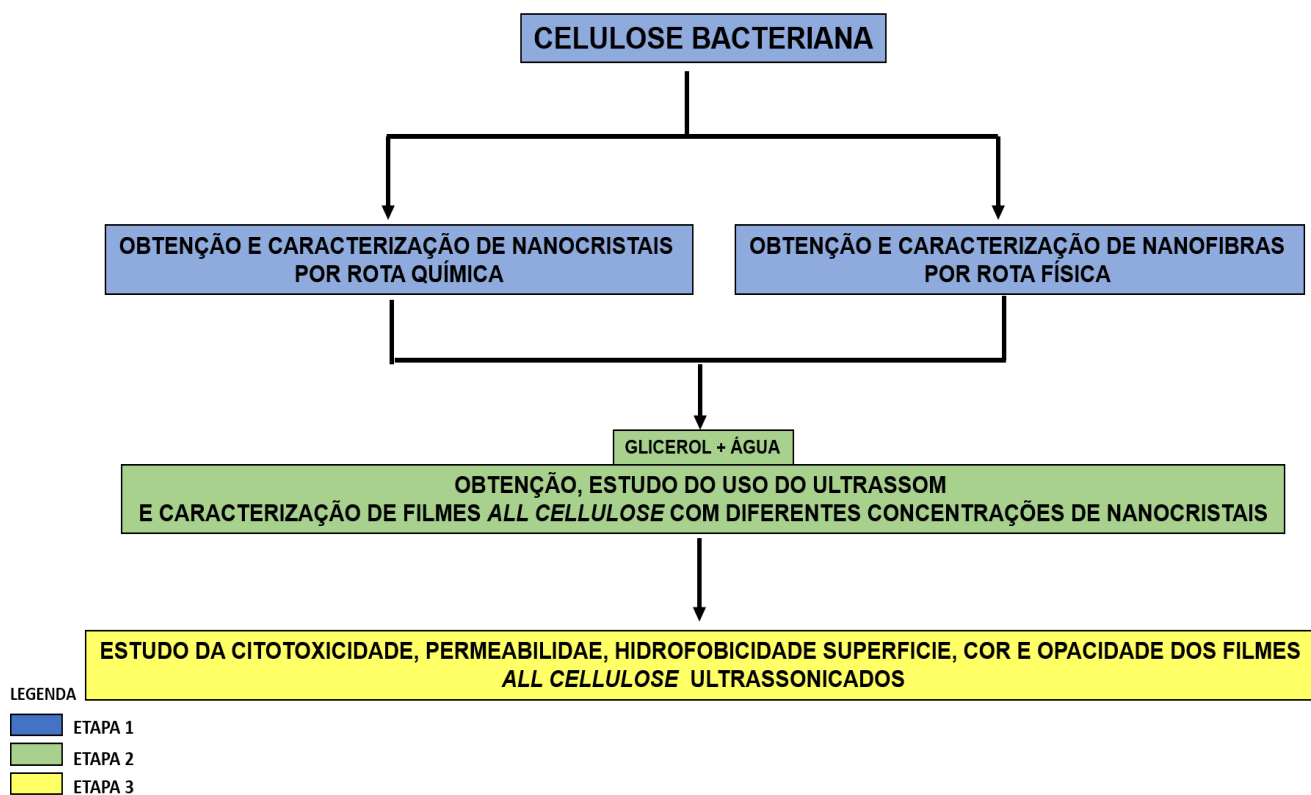 CELULOSE BACTERIANA
OBTENÇÃO E CARACTERIZAÇÃO DE NANOCRISTAIS
POR ROTA QUÍMICA
OBTENÇÃO E CARACTERIZAÇÃO DE NANOFIBRAS
POR ROTA FÍSICA
GLICEROL + ÁGUA
OBTENÇÃO, ESTUDO DO USO DO ULTRASSOM
E CARACTERIZAÇÃO DE FILMES ALL CELLULOSE COM DIFERENTES CONCENTRAÇÕES DE NANOCRISTAIS
ESTUDO DA CITOTOXICIDADE, PERMEABILIDAE, HIDROFOBICIDADE SUPERFICIE, COR E OPACIDADE DOS FILMES
ALL CELLULOSE ULTRASSONICADOS
LEGENDA
ETAPA 1
ETAPA 2
ETAPA 3